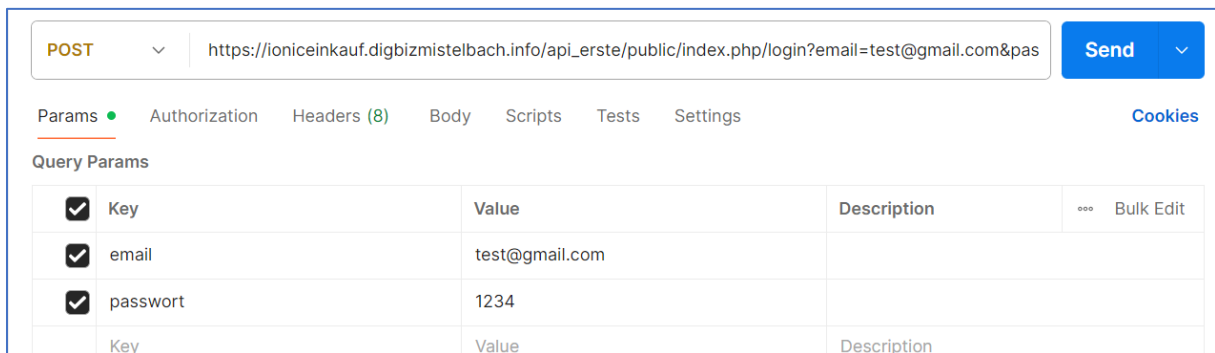 POST https://ioniceinkauf.digbizmistelbach.info/api_erste/public/index.php/login?email=test@gmail.com&pas Send
Params Authorization Headers (8) Body Scripts Tests Settings Cookies
Query Params
Key Value Description Bulk Edit
email test@gmail.com
passwort 1234
Key Value Description